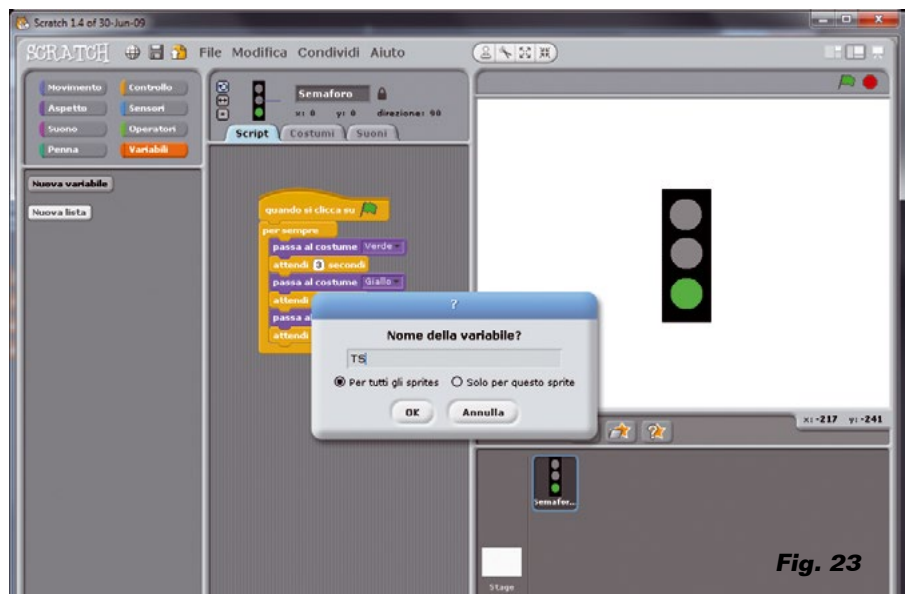 Scratch 1.4 of 30-Jun-09
SCRATCH File Modifica Condividi Aiuto
Movimento Controllo
Aspetto Sensori
Suono Operatori
Penna Variabili
Nuova variabile
Nuova lista
Semaforo
x: 0 y: 0 direzione: 90
Script Costumi Suoni
quando si clicca su
per sempre
passa al costume Verde
attendi 3 secondi
passa al costume Giallo
attendi
passa al
attendi
?
Nome della variabile?
TS
Per tutti gli sprites Solo per questo sprite
OK Annulla
x: -217 y: -241
Semafor...
Stage
Fig. 23